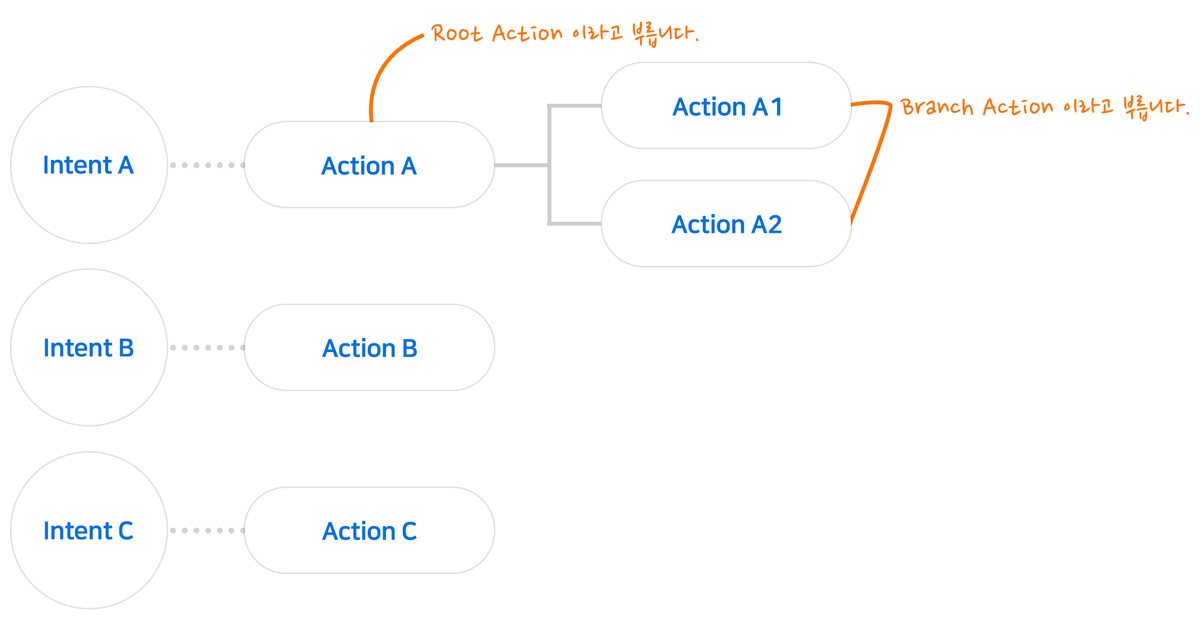 Root Action 이라고 부릅니다.
Action A1
Branch Action 이라고 부릅니다.
Intent A
Action A
Action A2
Intent B
Action B
Intent C
Action C